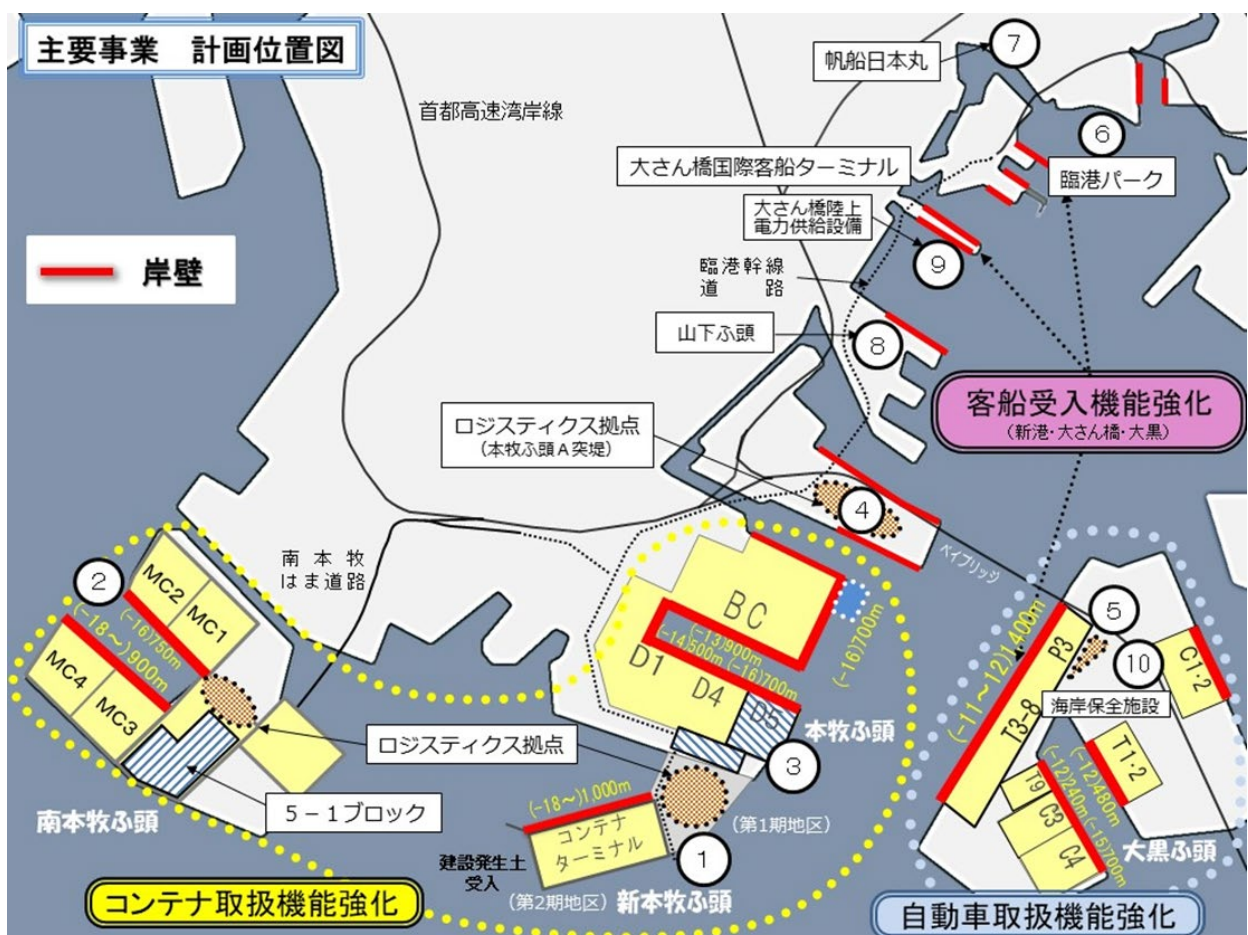 主要事業　計画位置図
⑦
帆船日本丸
首都高速湾岸線
⑥
大さん橋国際客船ターミナル
臨港パーク
大さん橋陸上
電力供給設備
⑨
岸壁
臨港幹線
道路
山下ふ頭
⑧
客船受入機能強化
(新港・大さん橋・大黒)
ロジスティクス拠点
(本牧ふ頭A突堤)
④
ベイブリッジ
南本牧
はま道路
②
MC2
MC1
(-16)750m
(-18～)900m
MC4
MC3
BC
(-13)900m
(-14)500m(-16)700m
(-16)700m
D1
D4
D5
本牧ふ頭
③
⑤
P3
⑩
C1・2
(-11～12)1,400m
海岸保全施設
T3-8
T1・2
(-12)480m
(-12)240m(-15)700m
T9
C3
C4
大黒ふ頭
ロジスティクス拠点
5－1ブロック
南本牧ふ頭
(-18～)1,000m
コンテナ
ターミナル
(第1期地区)
①
建設発生土
受入
(第2期地区)
新本牧ふ頭
コンテナ取扱機能強化
自動車取扱機能強化